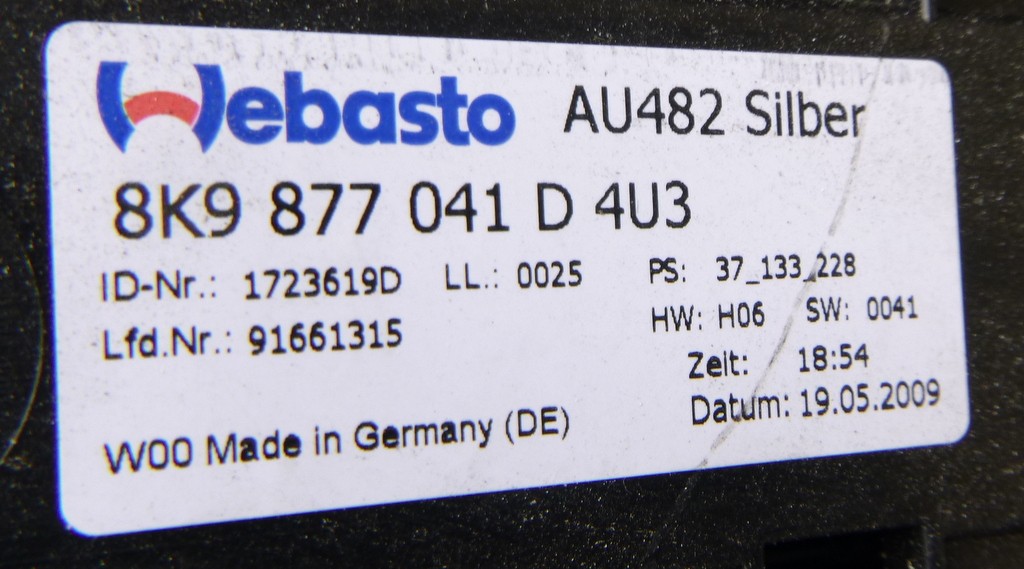 Webasto AU482 Silber
8K9 877 041 D 4U3
ID-Nr.: 1723619D LL.: 0025 PS: 37_133_228
Lfd.Nr.: 91661315 HW: H06 SW: 0041
Zeit: 18:54
Datum: 19.05.2009
W00 Made in Germany (DE)